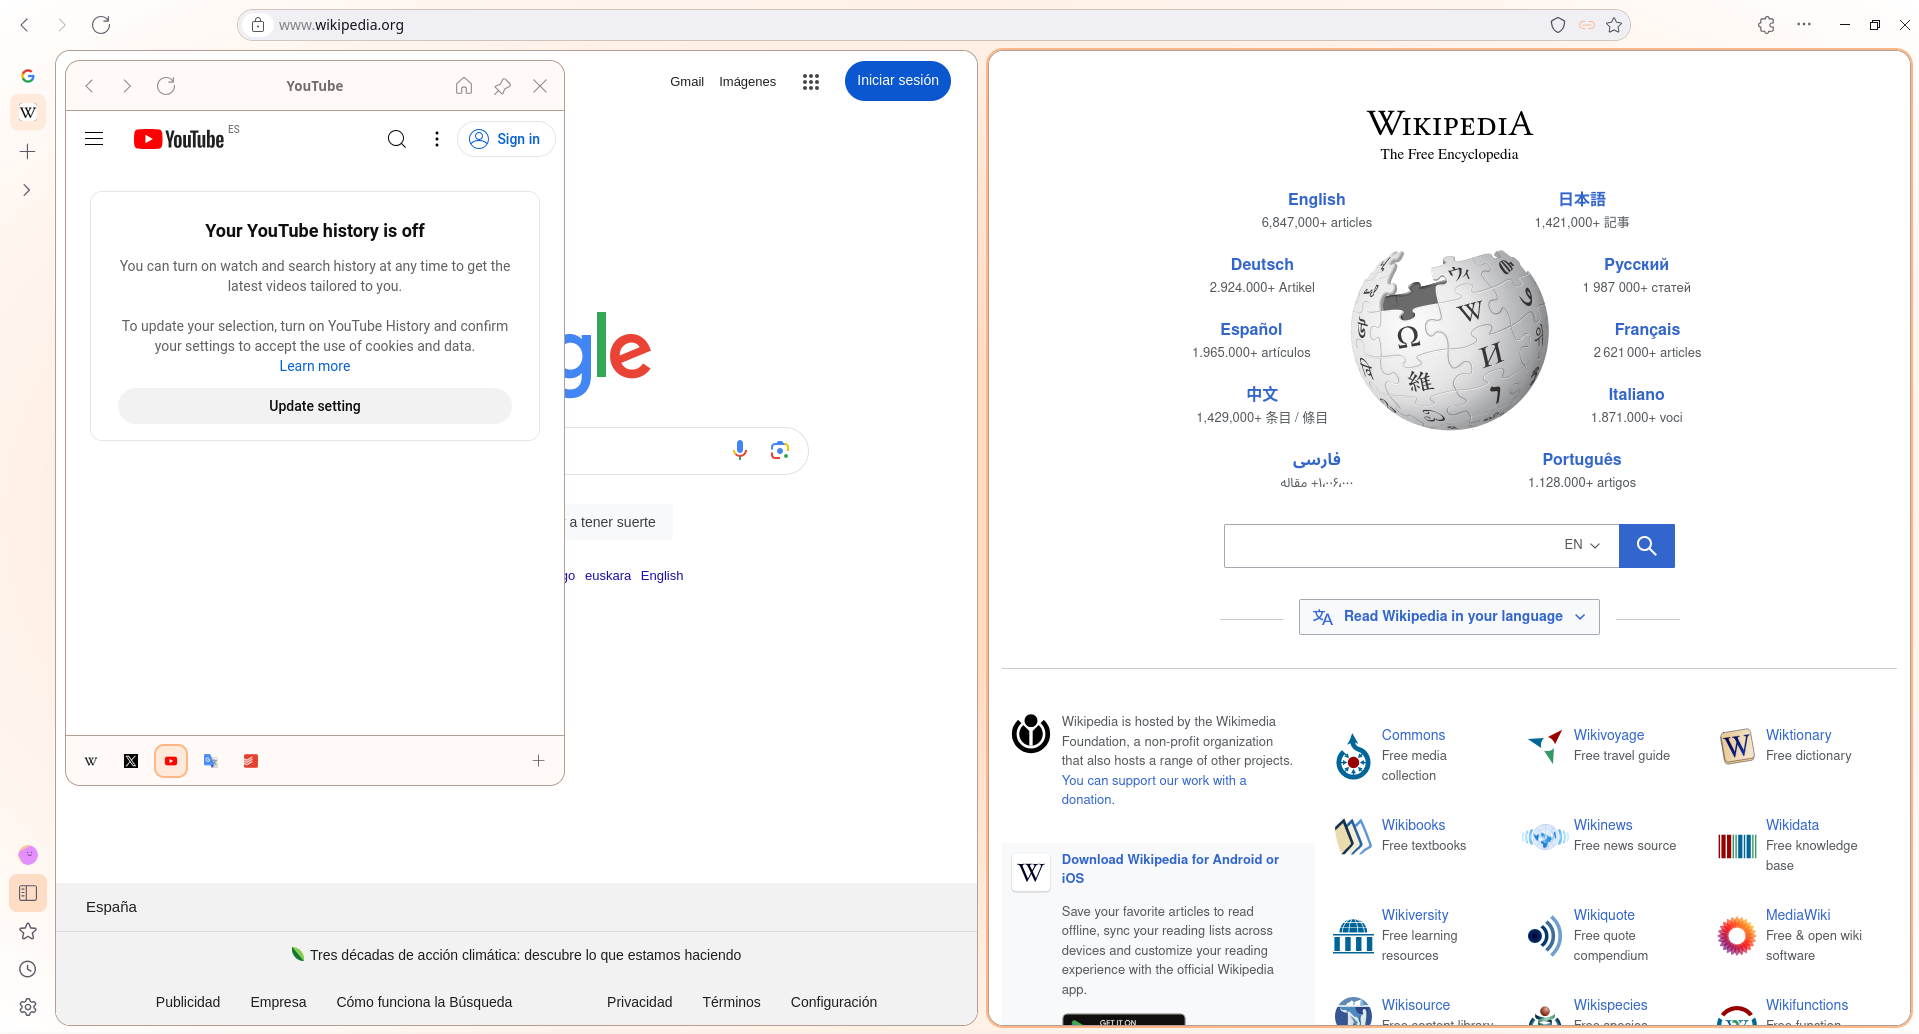 www.wikipedia.org
YouTube
YouTube ES
Sign in
Your YouTube history is off
You can turn on watch and search history at any time to get the
latest videos tailored to you.
To update your selection, turn on YouTube History and confirm
your settings to accept the use of cookies and data.
Learn more
Update setting
Gmail Imágenes
Iniciar sesión
gle
a tener suerte
go euskara English
España
Tres décadas de acción climática: descubre lo que estamos haciendo
Publicidad Empresa Cómo funciona la Búsqueda Privacidad Términos Configuración
WIKIPEDIA
The Free Encyclopedia
English
6,847,000+ articles
日本語
1,421,000+ 記事
Deutsch
2.924.000+ Artikel
Русский
1 987 000+ статей
Español
1.965.000+ artículos
Français
2 621 000+ articles
中文
1,429,000+ 条目 / 條目
Italiano
1.871.000+ voci
فارسی
۱٬۰۰۶٬۰۰۰+ مقاله
Português
1.128.000+ artigos
EN
Read Wikipedia in your language
Wikipedia is hosted by the Wikimedia
Foundation, a non-profit organization
that also hosts a range of other projects.
You can support our work with a
donation.
Download Wikipedia for Android or
iOS
Save your favorite articles to read
offline, sync your reading lists across
devices and customize your reading
experience with the official Wikipedia
app.
GET IT ON
Commons
Free media
collection
Wikivoyage
Free travel guide
Wiktionary
Free dictionary
Wikibooks
Free textbooks
Wikinews
Free news source
Wikidata
Free knowledge
base
Wikiversity
Free learning
resources
Wikiquote
Free quote
compendium
MediaWiki
Free & open wiki
software
Wikisource
Free content library
Wikispecies
Free species
Wikifunctions
Free function